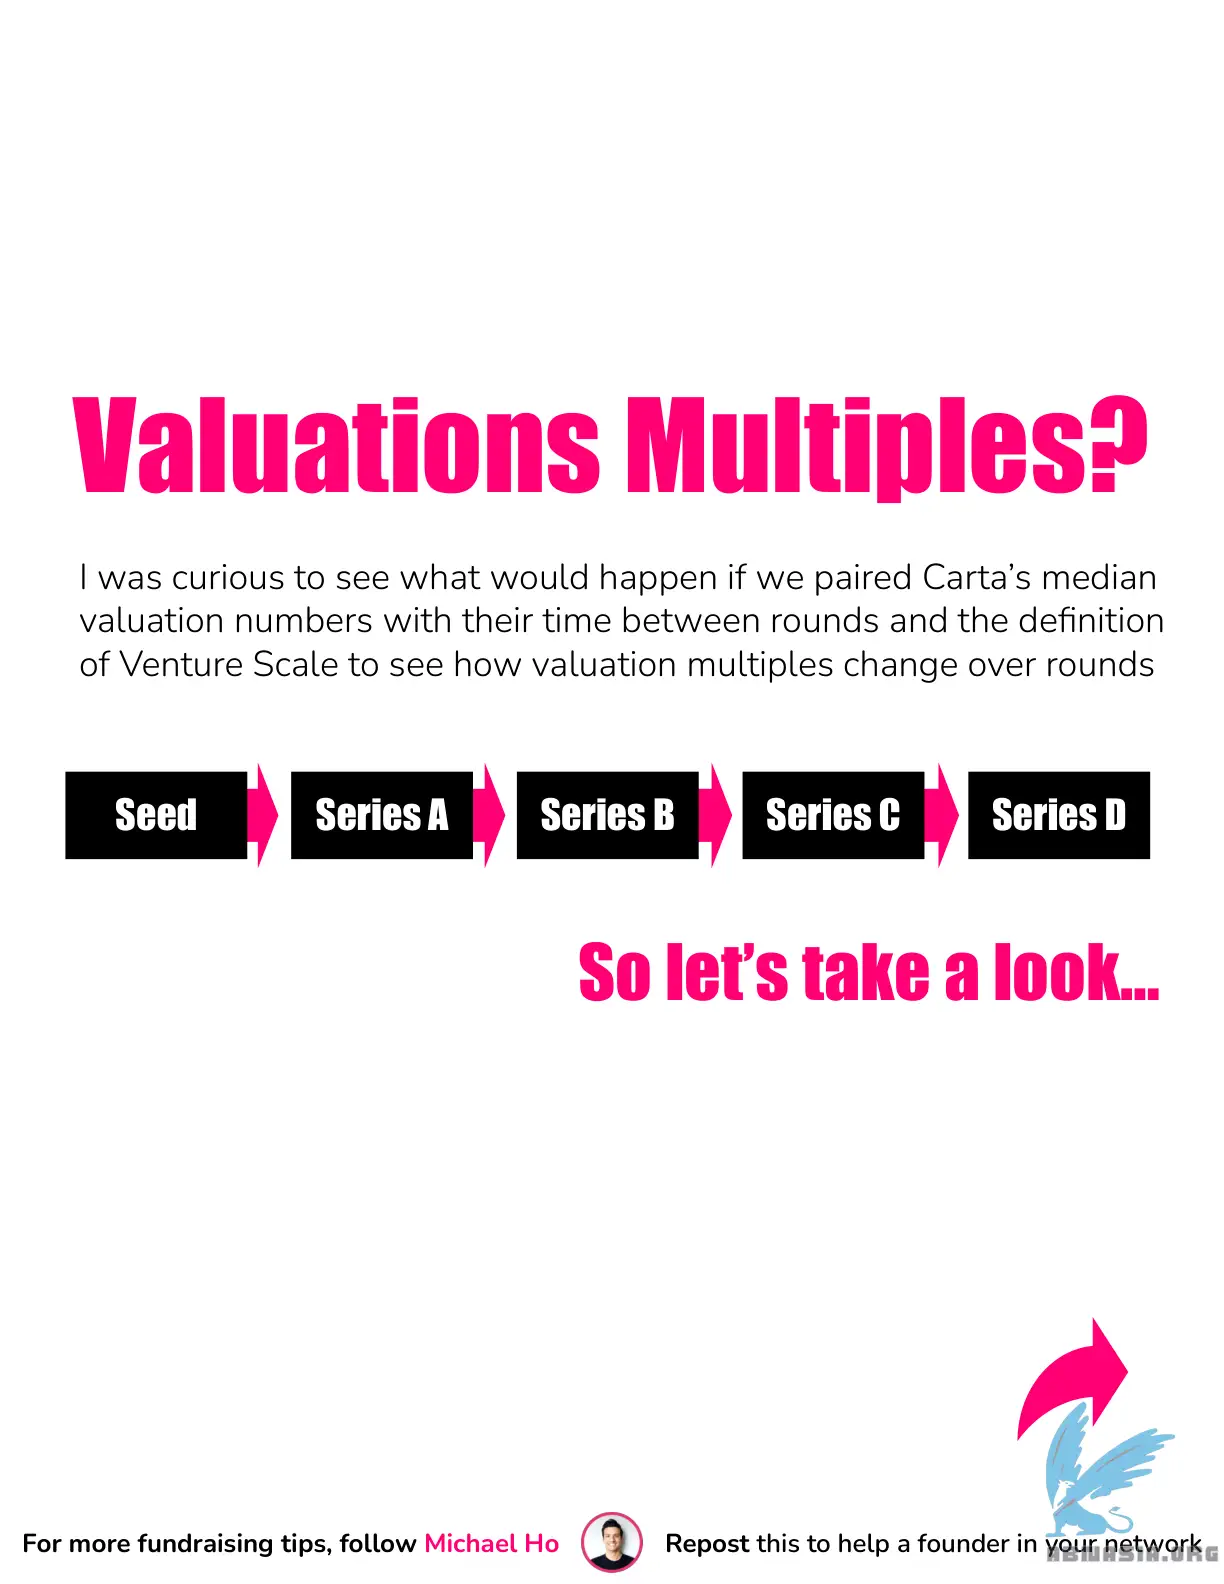 Valuations Multiples?
I was curious to see what would happen if we paired Carta’s median
valuation numbers with their time between rounds and the definition
of Venture Scale to see how valuation multiples change over rounds
Seed
Series A
Series B
Series C
Series D
So let’s take a look...
For more fundraising tips, follow Michael Ho
Repost this to help a founder in your network
ABMASIA.ORG